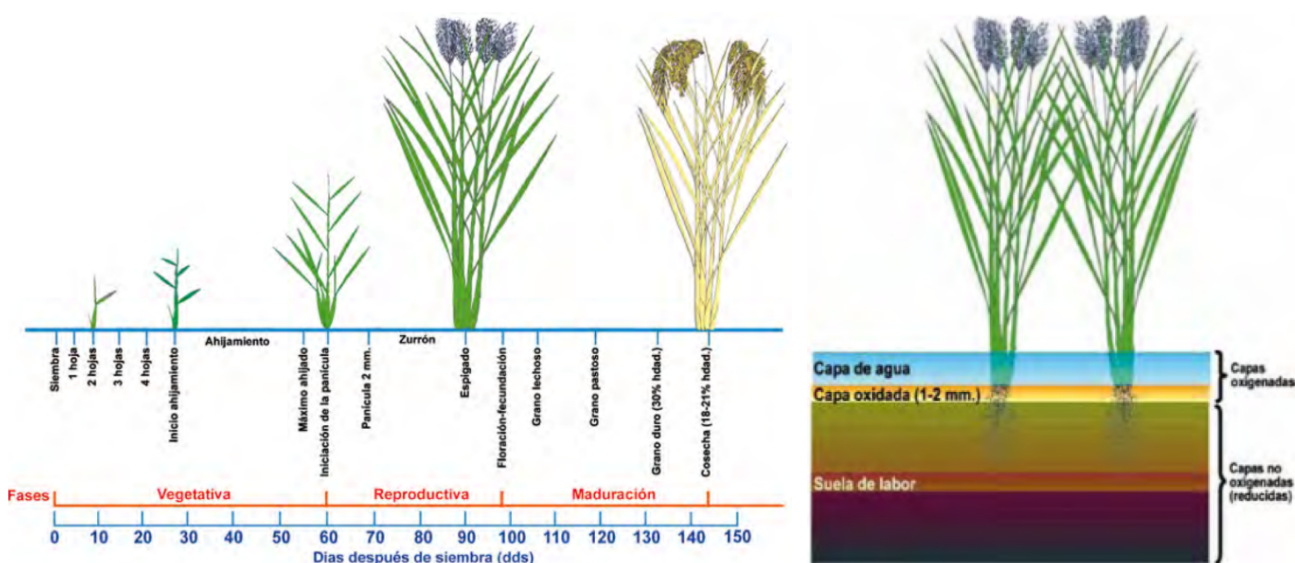 Siembra
1 hoja
2 hojas
3 hojas
4 hojas
Inicio ahijamiento
Ahijamiento
Máximo ahijado
Iniciación de la panícula
Panícula 2 mm.
Zurrón
Espigado
Floración-fecundación
Grano lechoso
Grano pastoso
Grano duro (30% hdad.)
Cosecha (18-21% hdad.)
Fases
Vegetativa
Reproductiva
Maduración
0 10 20 30 40 50 60 70 80 90 100 110 120 130 140 150
Dias después de siembra (dds)
Capa de agua
Capa oxidada (1-2 mm.)
Suela de labor
Capas
oxigenadas
Capas no
oxigenadas
(reducidas)